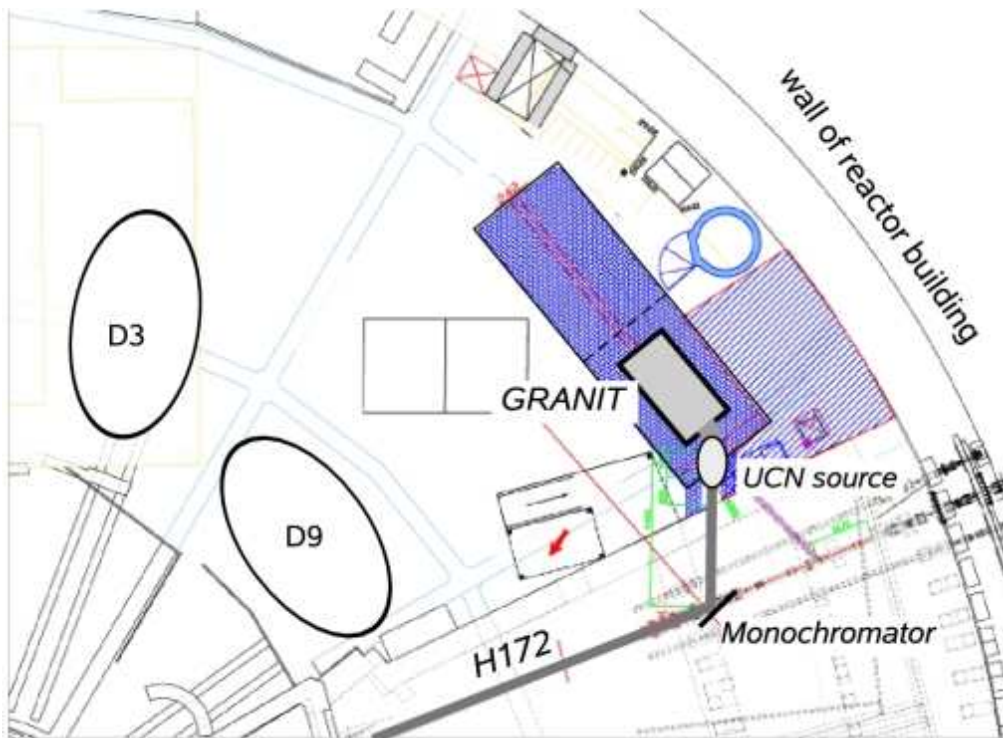 wall of reactor building
D3
GRANIT
UCN source
D9
Monochromator
H172